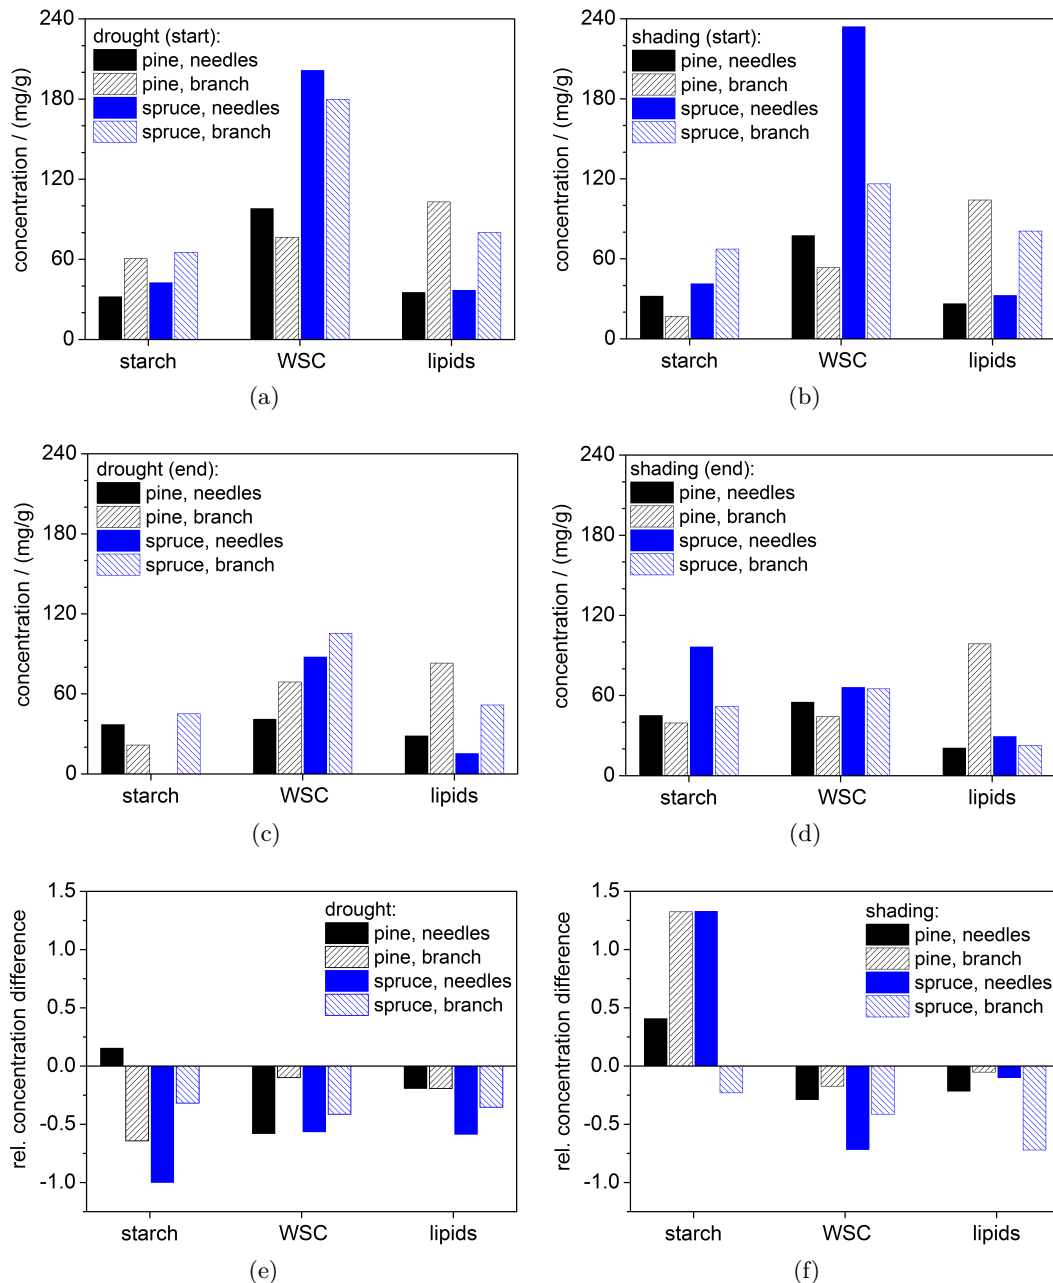 drought (start):
pine, needles
pine, branch
spruce, needles
spruce, branch
concentration / (mg/g)
240
180
120
60
0
starch WSC lipids
(a)
shading (start):
pine, needles
pine, branch
spruce, needles
spruce, branch
concentration / (mg/g)
240
180
120
60
0
starch WSC lipids
(b)
drought (end):
pine, needles
pine, branch
spruce, needles
spruce, branch
concentration / (mg/g)
240
180
120
60
0
starch WSC lipids
(c)
shading (end):
pine, needles
pine, branch
spruce, needles
spruce, branch
concentration / (mg/g)
240
180
120
60
0
starch WSC lipids
(d)
drought:
pine, needles
pine, branch
spruce, needles
spruce, branch
rel. concentration difference
1.5
1.0
0.5
0.0
-0.5
-1.0
starch WSC lipids
(e)
shading:
pine, needles
pine, branch
spruce, needles
spruce, branch
rel. concentration difference
1.5
1.0
0.5
0.0
-0.5
-1.0
starch WSC lipids
(f)